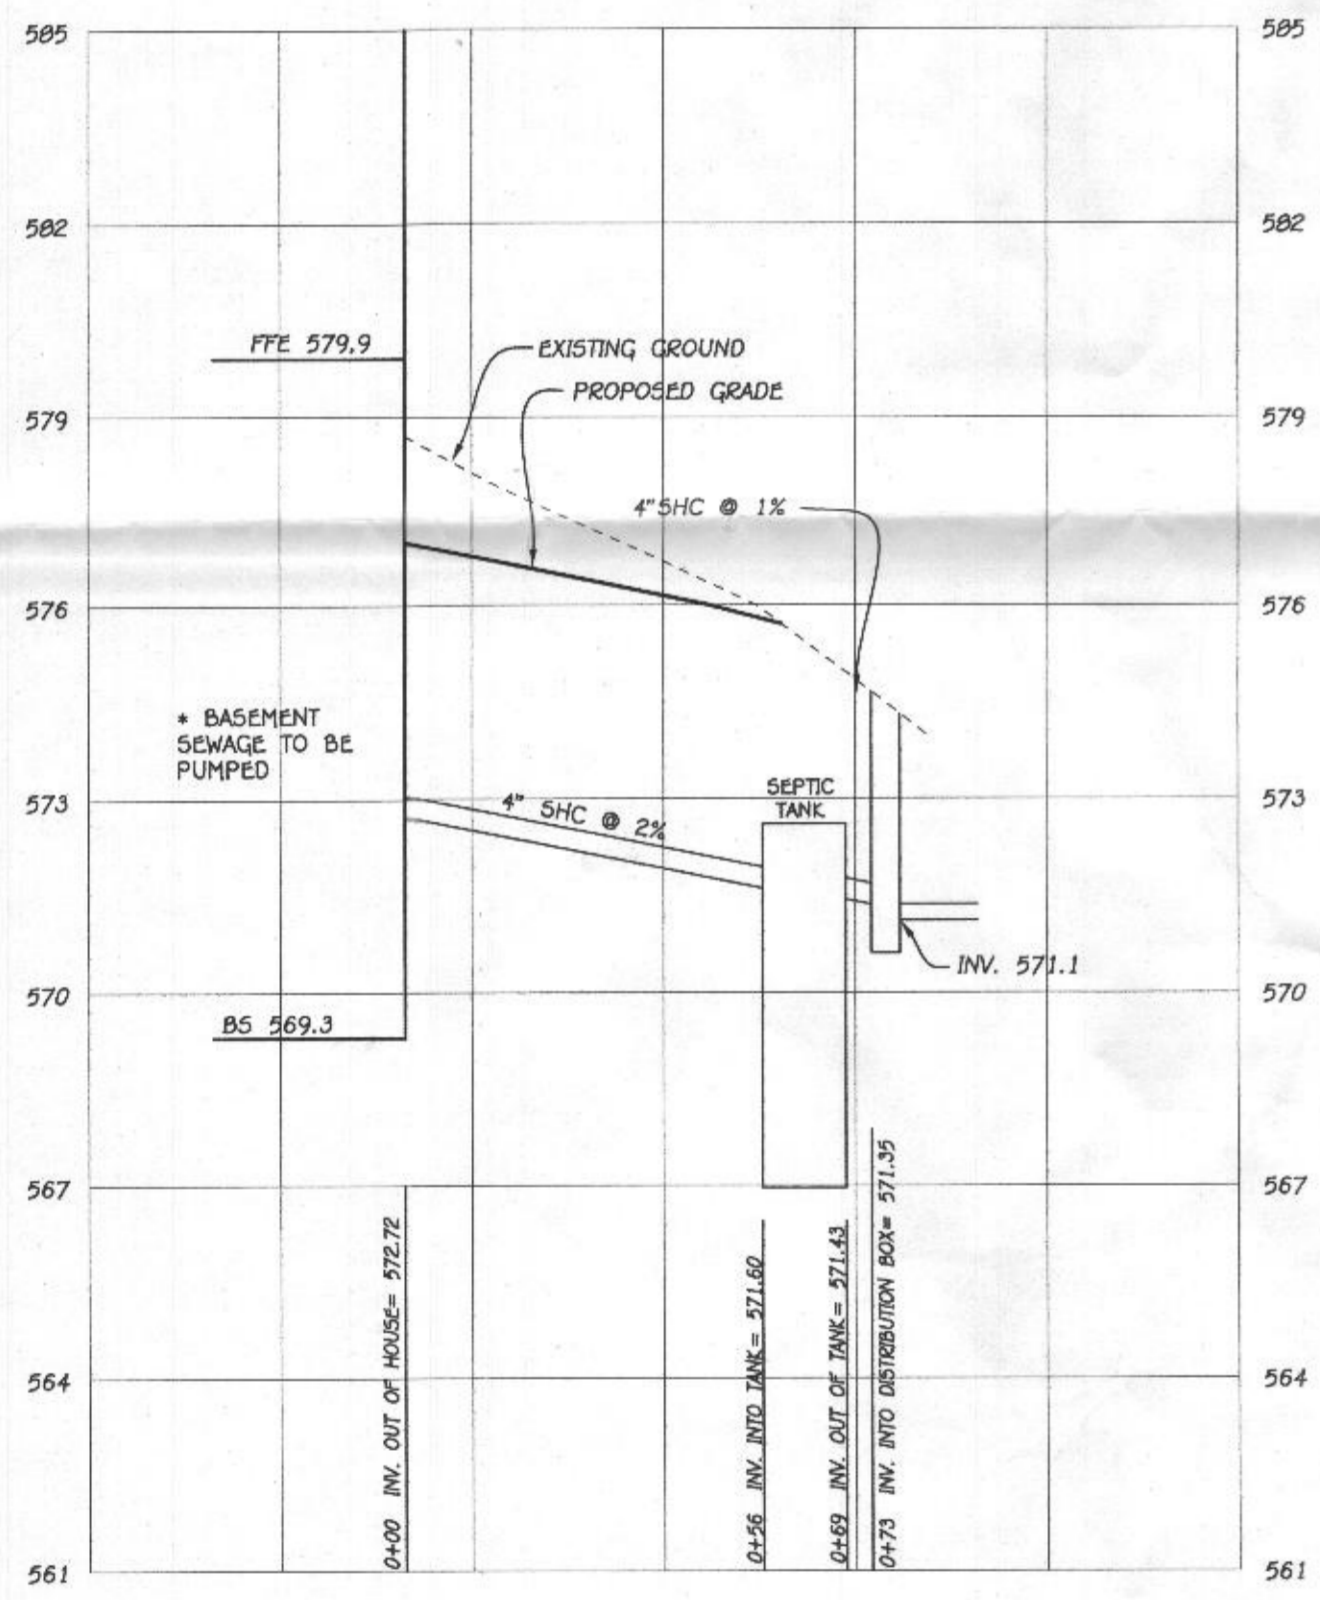 585 585
582 582
FFE 579.9
EXISTING GROUND
PROPOSED GRADE
579 579
4" SHC @ 1%
576 576
* BASEMENT
SEWAGE TO BE
PUMPED
573 573
4" SHC @ 2%
SEPTIC
TANK
INV. 571.1
570 570
BS 569.3
567 567
564 564
0+00 INV. OUT OF HOUSE= 572.72
0+56 INV. INTO TANK= 571.60
0+69 INV. OUT OF TANK= 571.43
0+73 INV. INTO DISTRIBUTION BOX= 571.35
561 561